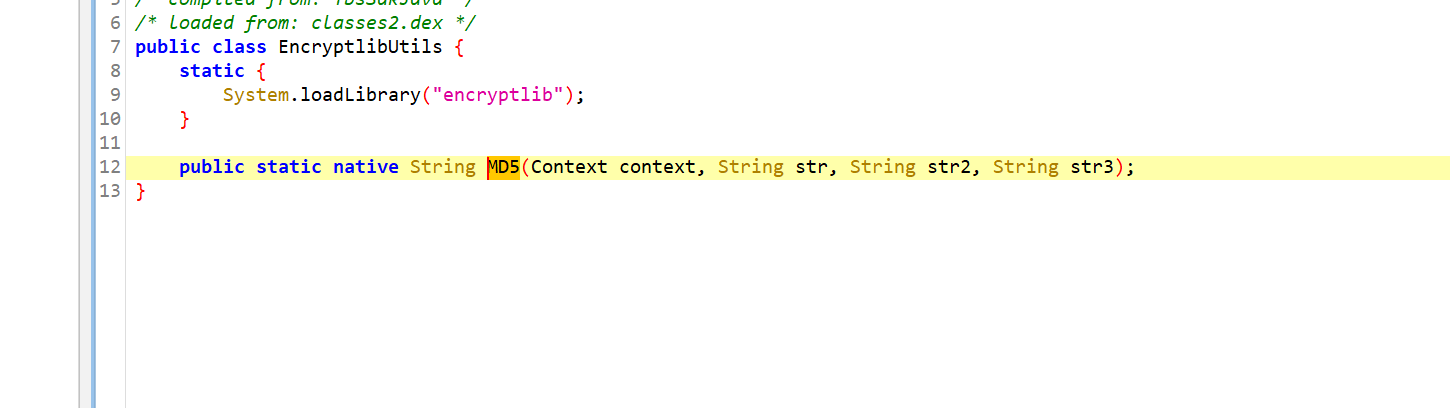 6 /* loaded from: classes2.dex */
7 public class EncryptlibUtils {
8 static {
9 System.loadLibrary("encryptlib");
10 }
11
12 public static native String MD5(Context context, String str, String str2, String str3);
13 }